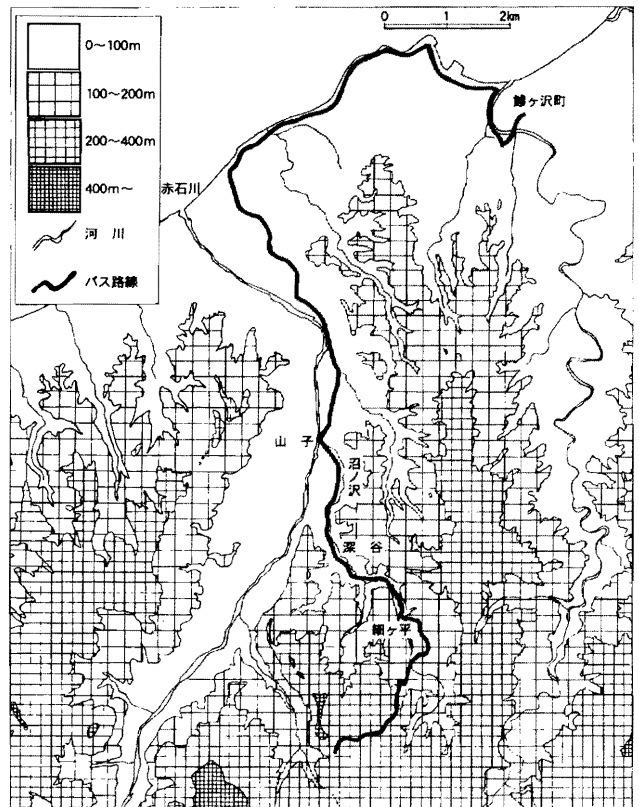 0 1 2km
0〜100m
100〜200m
200〜400m
400m〜
河川
バス路線
鰺ヶ沢町
赤石川
山子
沼ノ沢
深谷
細ヶ平